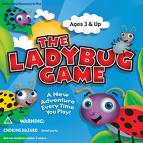 Ages 3 & Up
THE
LADYBUG
GAME
A New
Adventure
Every Time
You Play!
WARNING:
CHOKING HAZARD